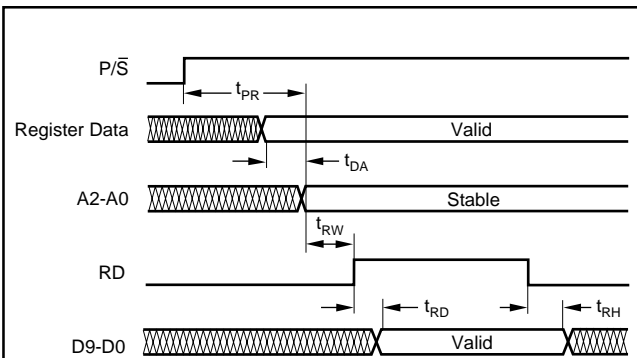 P/S̅
t_PR
Register Data
Valid
t_DA
A2-A0
Stable
t_RW
RD
t_RD
t_RH
D9-D0
Valid